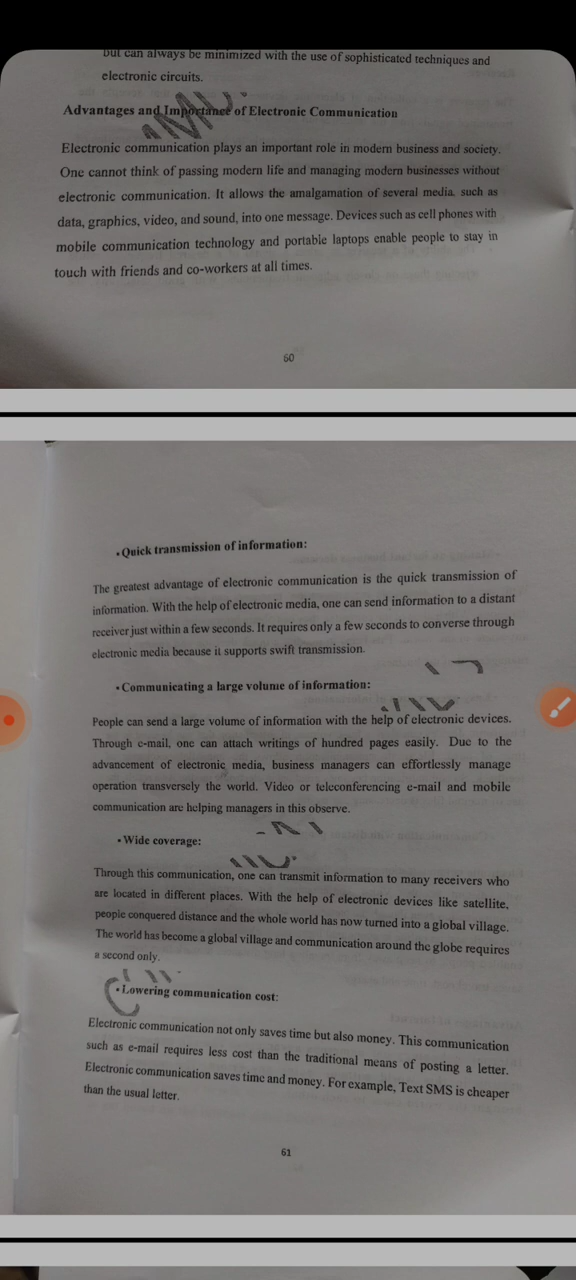 but can always be minimized with the use of sophisticated techniques and
electronic circuits.
Advantages and Importance of Electronic Communication
Electronic communication plays an important role in modern business and society.
One cannot think of passing modern life and managing modern businesses without
electronic communication. It allows the amalgamation of several media, such as
data, graphics, video, and sound, into one message. Devices such as cell phones with
mobile communication technology and portable laptops enable people to stay in
touch with friends and co-workers at all times.
60
• Quick transmission of information:
The greatest advantage of electronic communication is the quick transmission of
information. With the help of electronic media, one can send information to a distant
receiver just within a few seconds. It requires only a few seconds to converse through
electronic media because it supports swift transmission.
• Communicating a large volume of information:
People can send a large volume of information with the help of electronic devices.
Through e-mail, one can attach writings of hundred pages easily. Due to the
advancement of electronic media, business managers can effortlessly manage
operation transversely the world. Video or teleconferencing e-mail and mobile
communication are helping managers in this observe.
• Wide coverage:
Through this communication, one can transmit information to many receivers who
are located in different places. With the help of electronic devices like satellite,
people conquered distance and the whole world has now turned into a global village.
The world has become a global village and communication around the globe requires
a second only.
• Lowering communication cost:
Electronic communication not only saves time but also money. This communication
such as e-mail requires less cost than the traditional means of posting a letter.
Electronic communication saves time and money. For example, Text SMS is cheaper
than the usual letter.
61